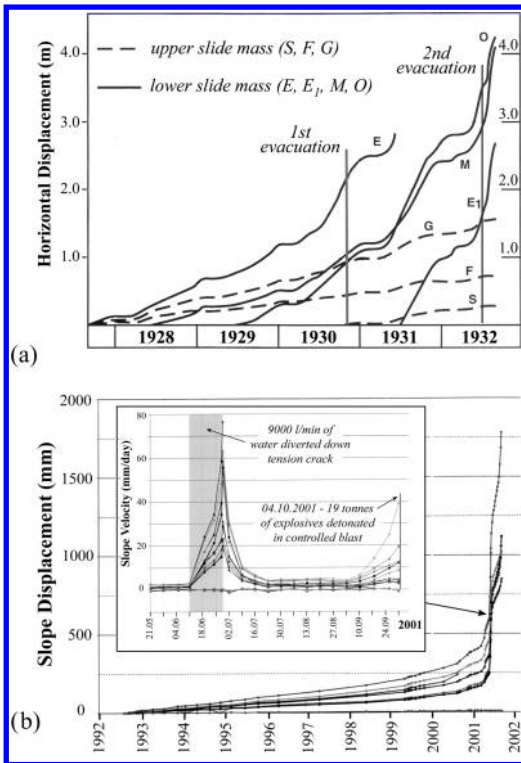 4.0
3.0
2.0
1.0
Horizontal Displacement (m)
upper slide mass (S, F, G)
lower slide mass (E, E1, M, O)
1st
evacuation
2nd
evacuation
O
4.0
3.0
2.0
1.0
E
M
E1
G
F
S
1928
1929
1930
1931
1932
(a)
2000
1750
1500
1250
1000
750
500
250
0
Slope Displacement (mm)
80
60
40
20
0
Slope Velocity (mm/day)
9000 l/min of
water diverted down
tension crack
04.10.2001 - 19 tonnes
of explosives detonated
in controlled blast
21.05
04.06
18.06
02.07
16.07
30.07
13.08
27.08
10.09
24.09
2001
1992
1993
1994
1995
1996
1997
1998
1999
2000
2001
2002
(b)